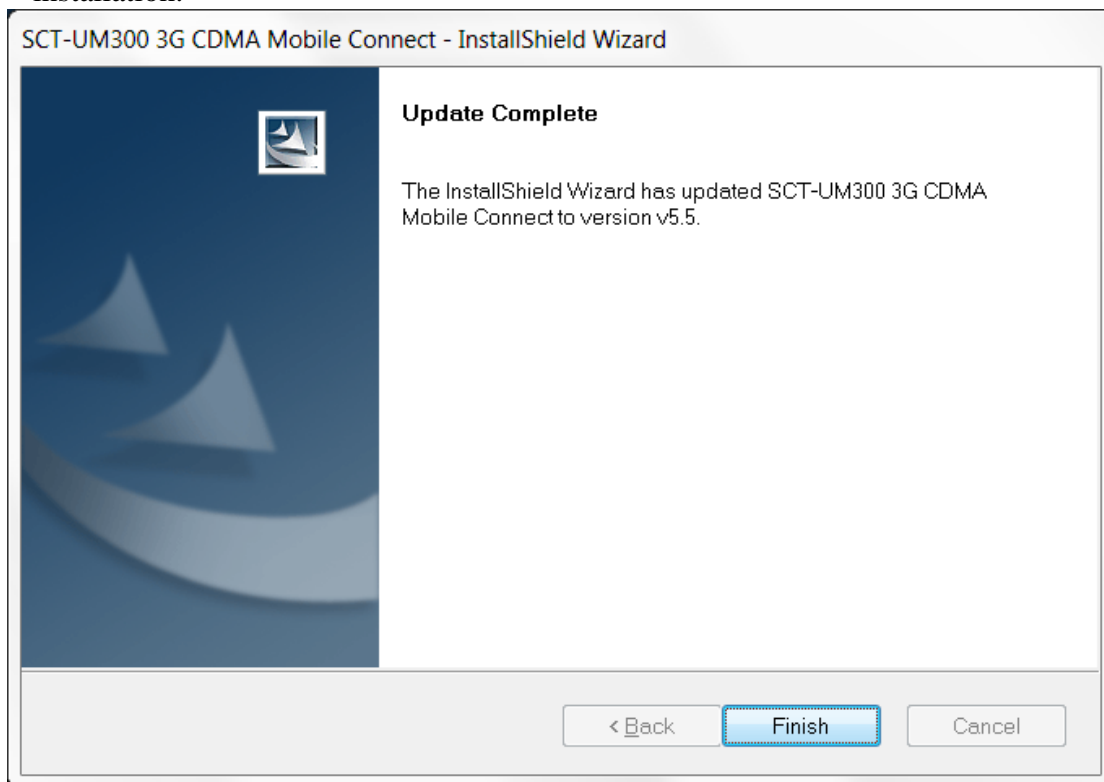 installation.
SCT-UM300 3G CDMA Mobile Connect - InstallShield Wizard
Update Complete
The InstallShield Wizard has updated SCT-UM300 3G CDMA
Mobile Connect to version v5.5.
< Back Finish Cancel